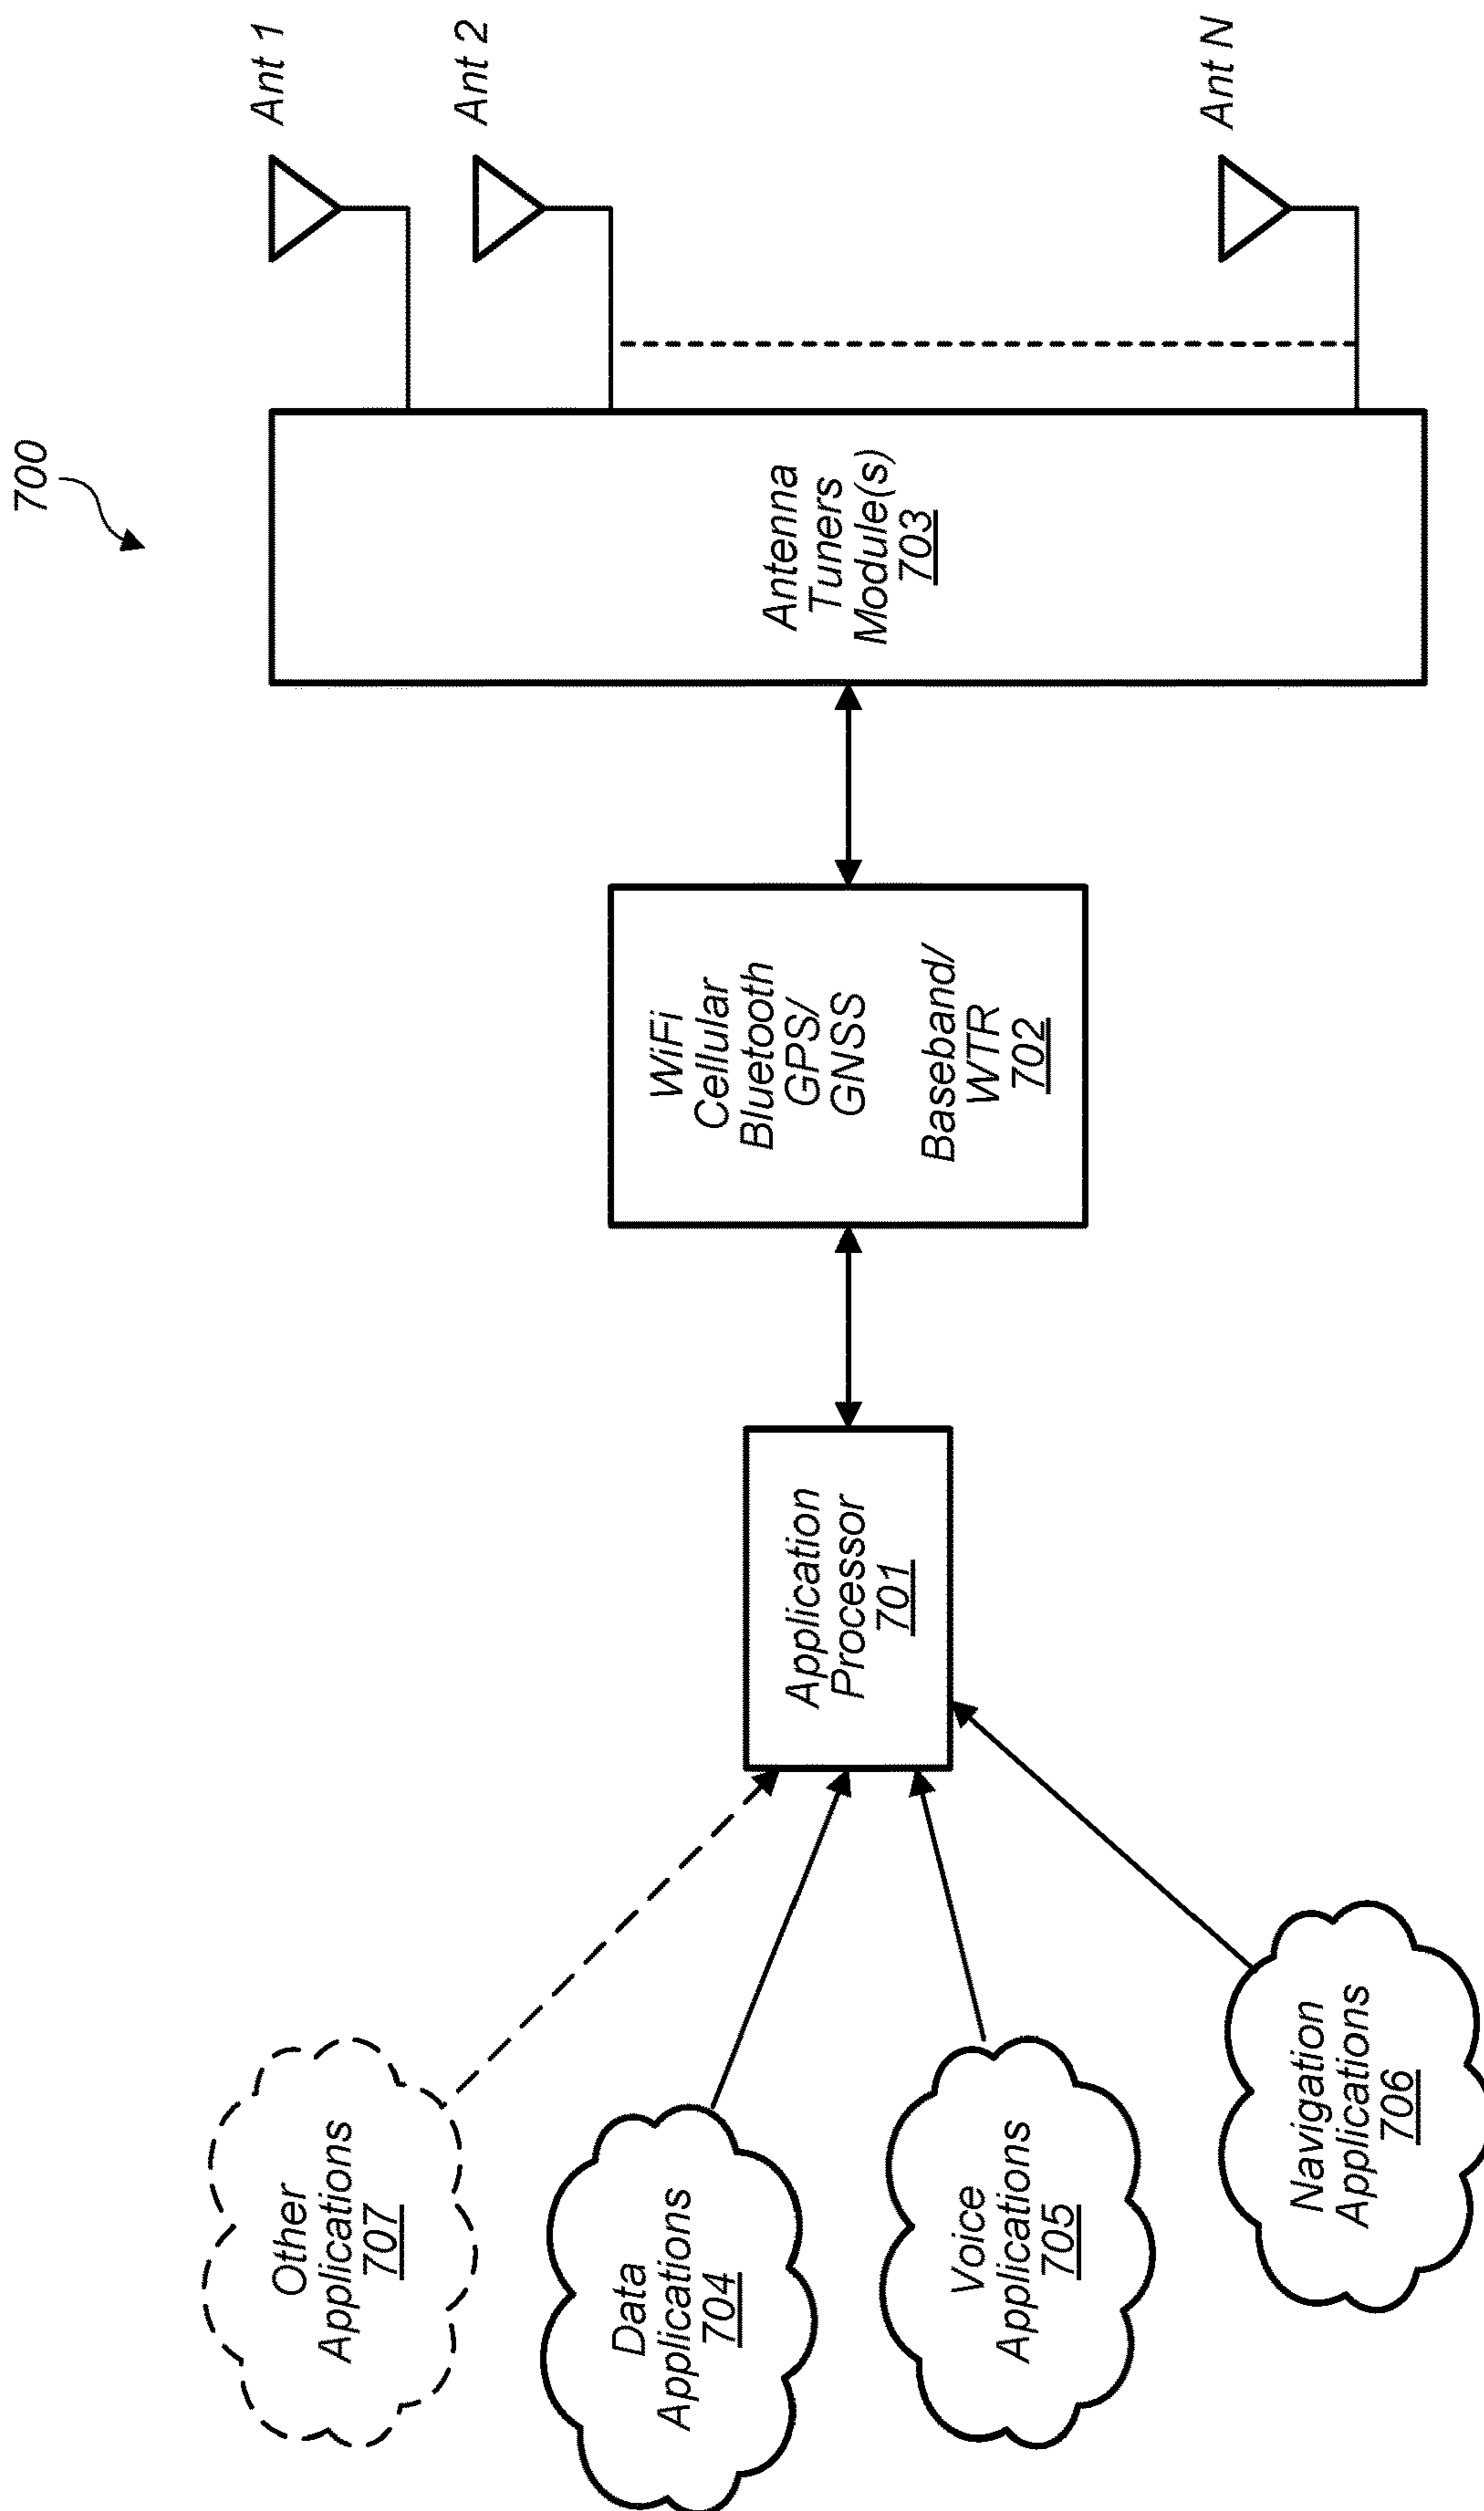 700
Other
Applications
707
Data
Applications
704
Voice
Applications
705
Navigation
Applications
706
Application
Processor
701
WiFi
Cellular
Bluetooth
GPS/
GNSS
Baseband/
WTR
702
Antenna
Tuners
Module(s)
703
Ant 1
Ant 2
Ant N